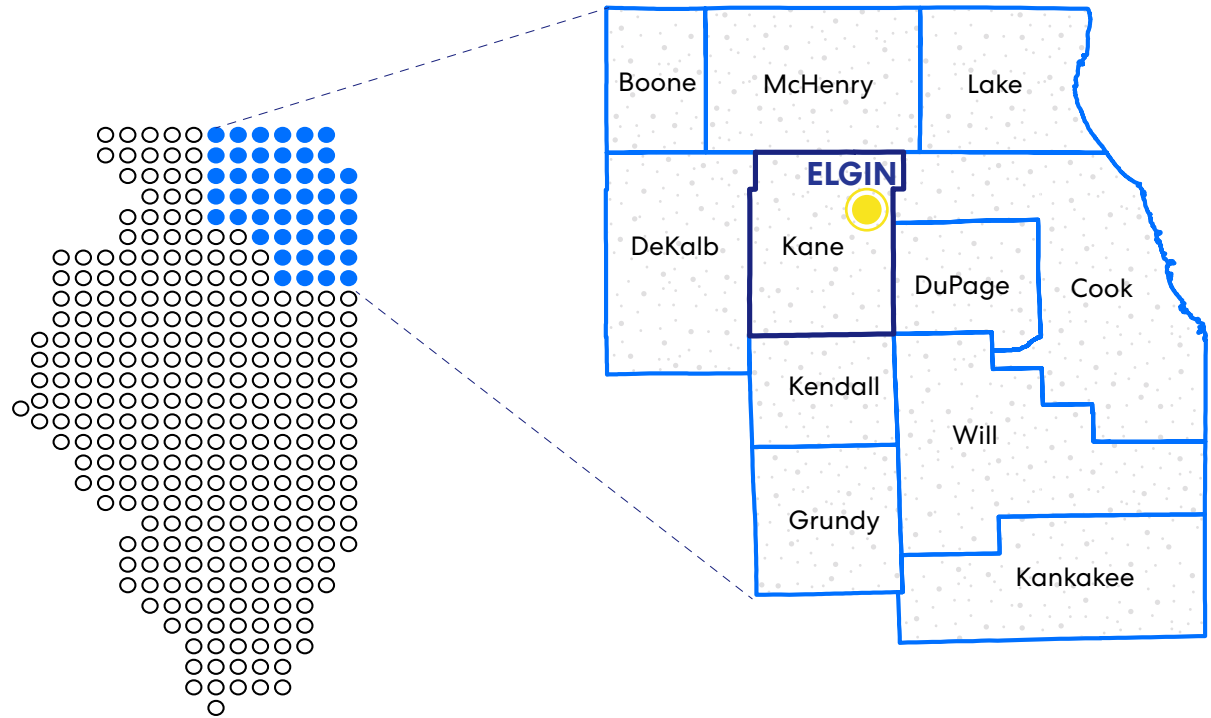 Boone
McHenry
Lake
ELGIN
DeKalb
Kane
DuPage
Cook
Kendall
Will
Grundy
Kankakee